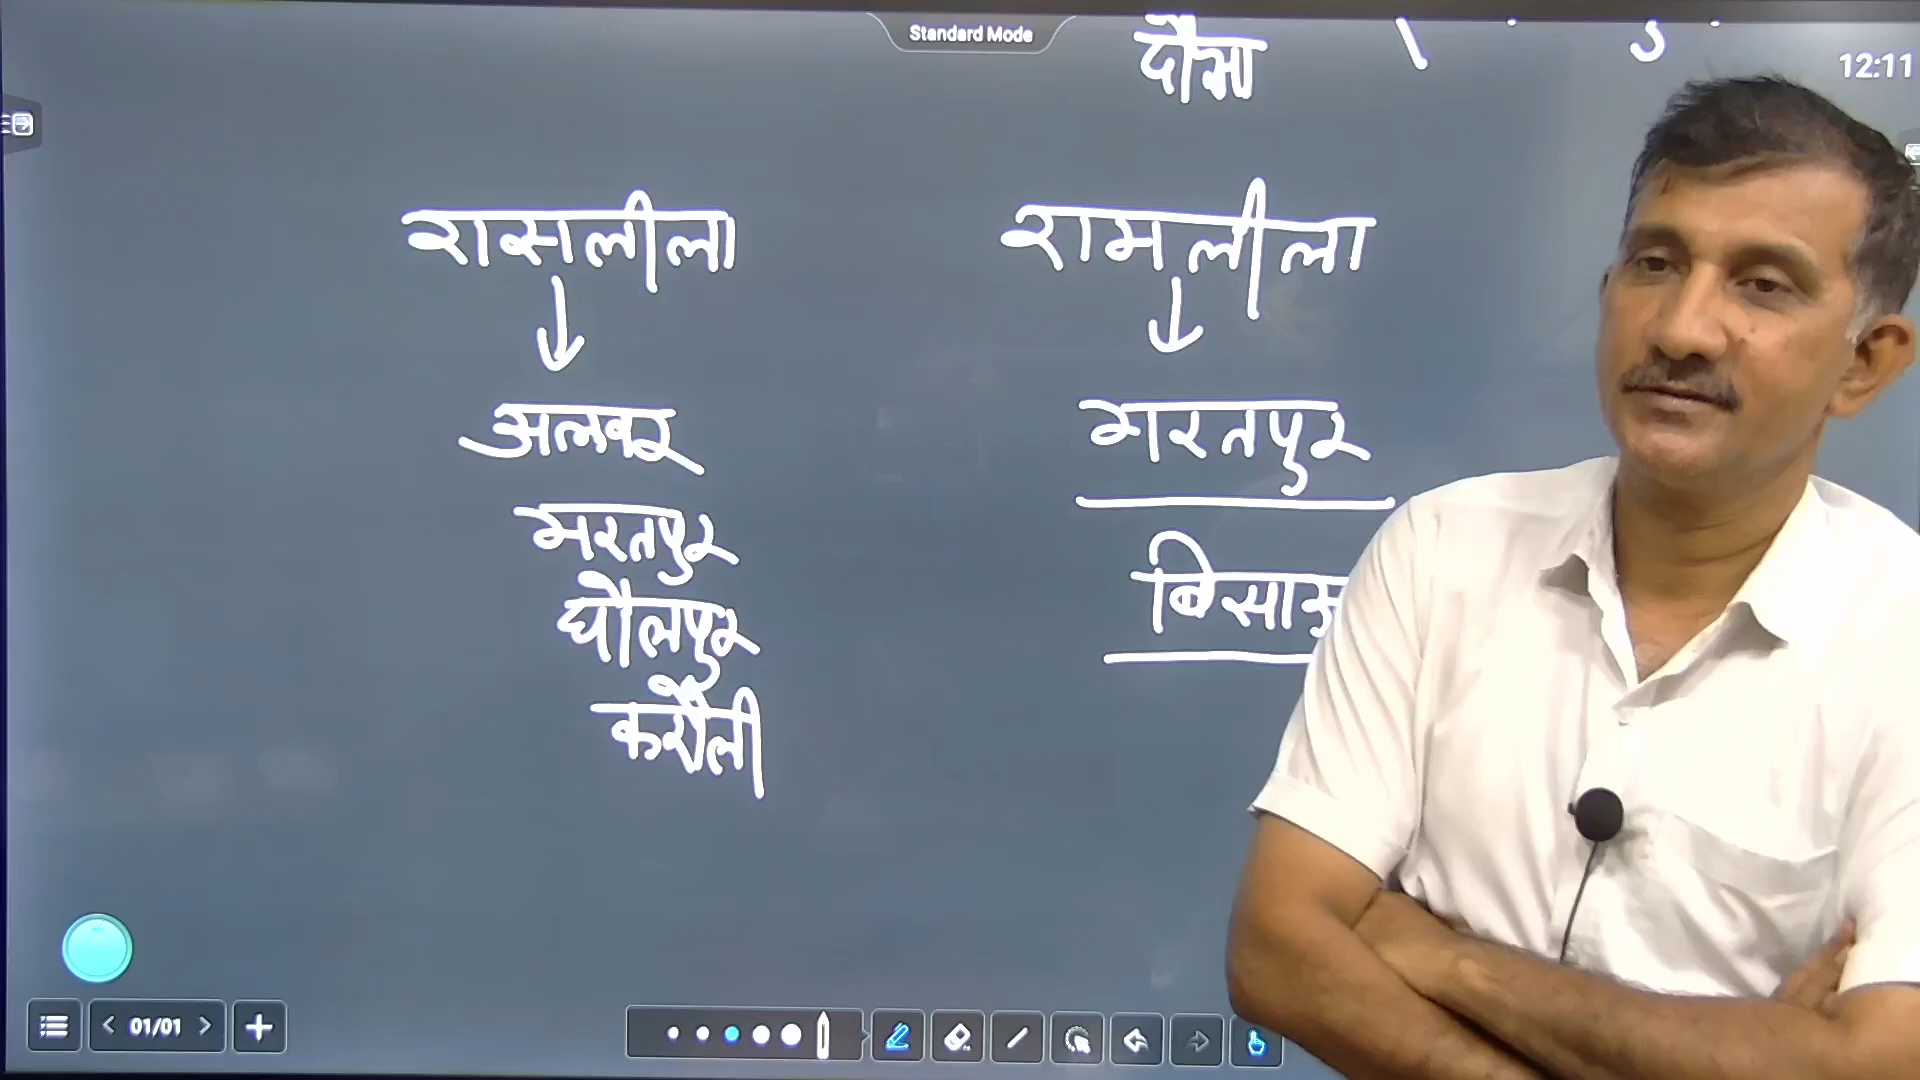 Standard Mode
12:11
दौसा
रासलीला
रामलीला
अलवर
भरतपुर
धौलपुर
करौली
भरतपुर
बिसाऊ
01/01